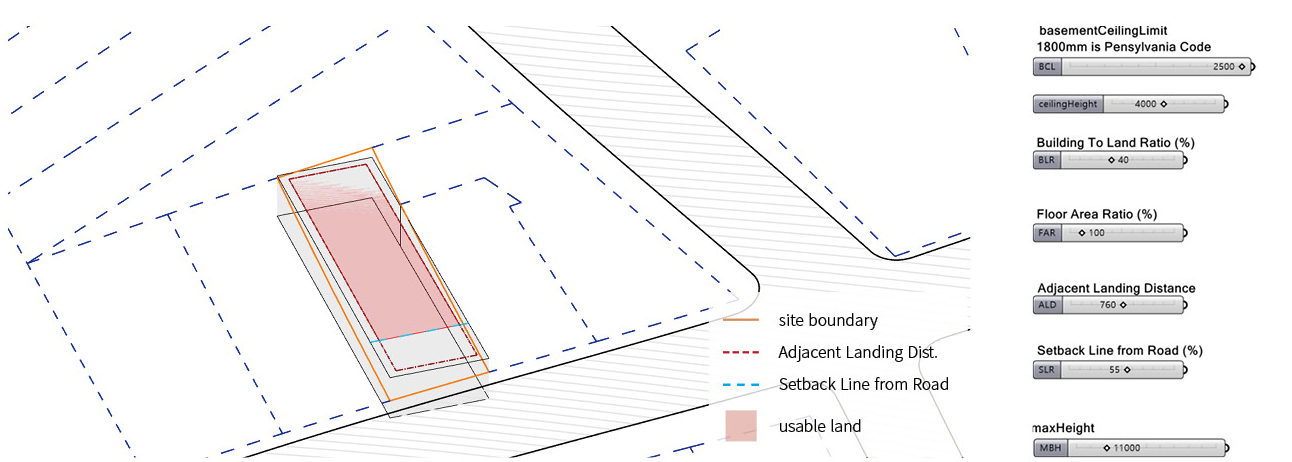 basementCeilingLimit
1800mm is Pensylvania Code
BCL 2500
ceilingHeight 4000
Building To Land Ratio (%)
BLR 40
Floor Area Ratio (%)
FAR 100
Adjacent Landing Distance
ALD 760
Setback Line from Road (%)
SLR 55
maxHeight
MBH 11000
site boundary
Adjacent Landing Dist.
Setback Line from Road
usable land